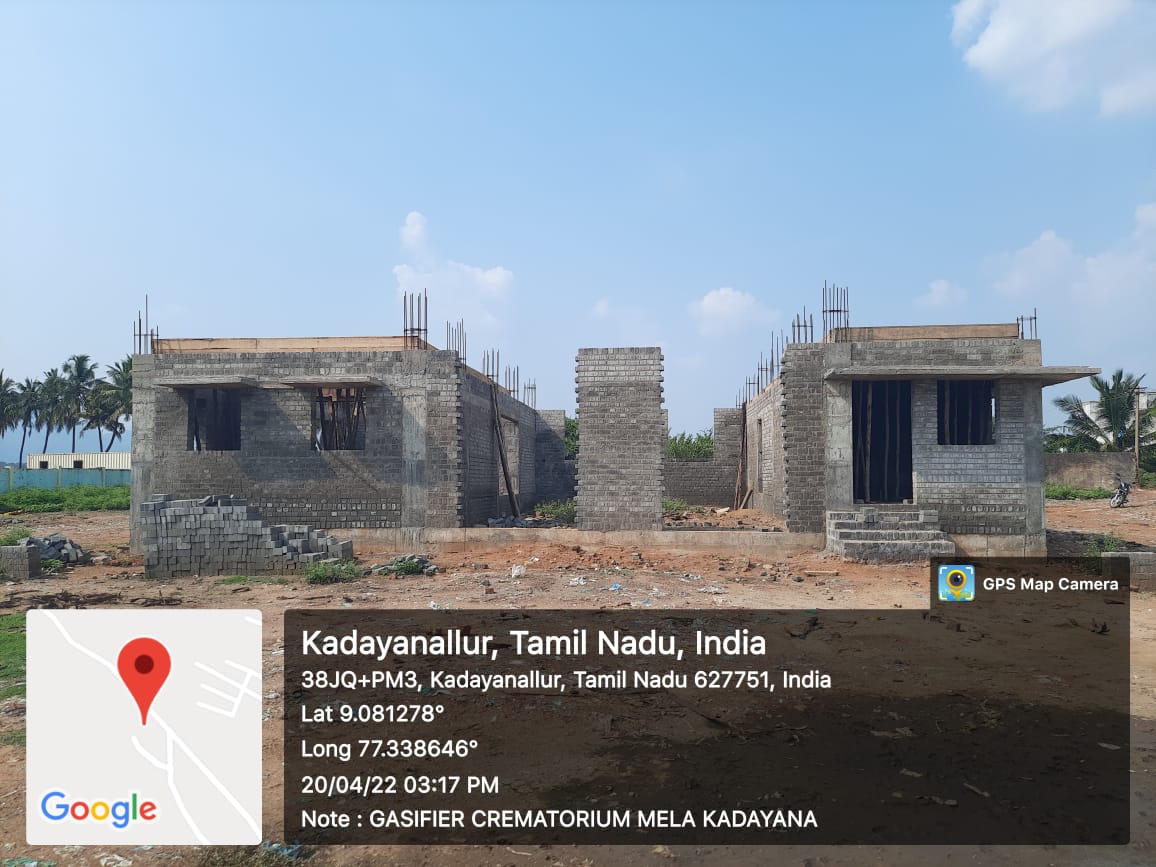 GPS Map Camera
Kadayanallur, Tamil Nadu, India
38JQ+PM3, Kadayanallur, Tamil Nadu 627751, India
Lat 9.081278°
Long 77.338646°
20/04/22 03:17 PM
Note : GASIFIER CREMATORIUM MELA KADAYANA
Google